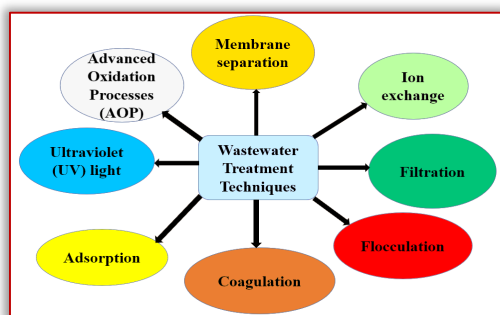 Membrane
separation
Advanced
Oxidation
Processes
(AOP)
Ion
exchange
Ultraviolet
(UV) light
Wastewater
Treatment
Techniques
Filtration
Adsorption
Coagulation
Flocculation